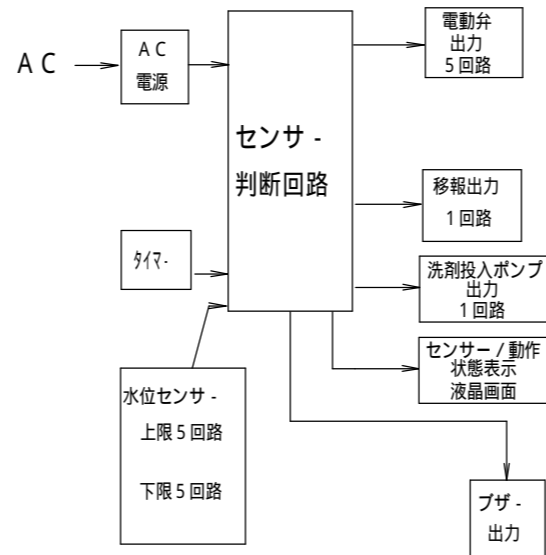 ＡＣ
ＡＣ
電源
センサ-
判断回路
ﾀｲﾏ-
水位センサ-
上限５回路
下限５回路
電動弁
出力
５回路
移報出力
１回路
洗剤投入ポンプ
出力
１回路
センサー/動作
状態表示
液晶画面
ブザ-
出力